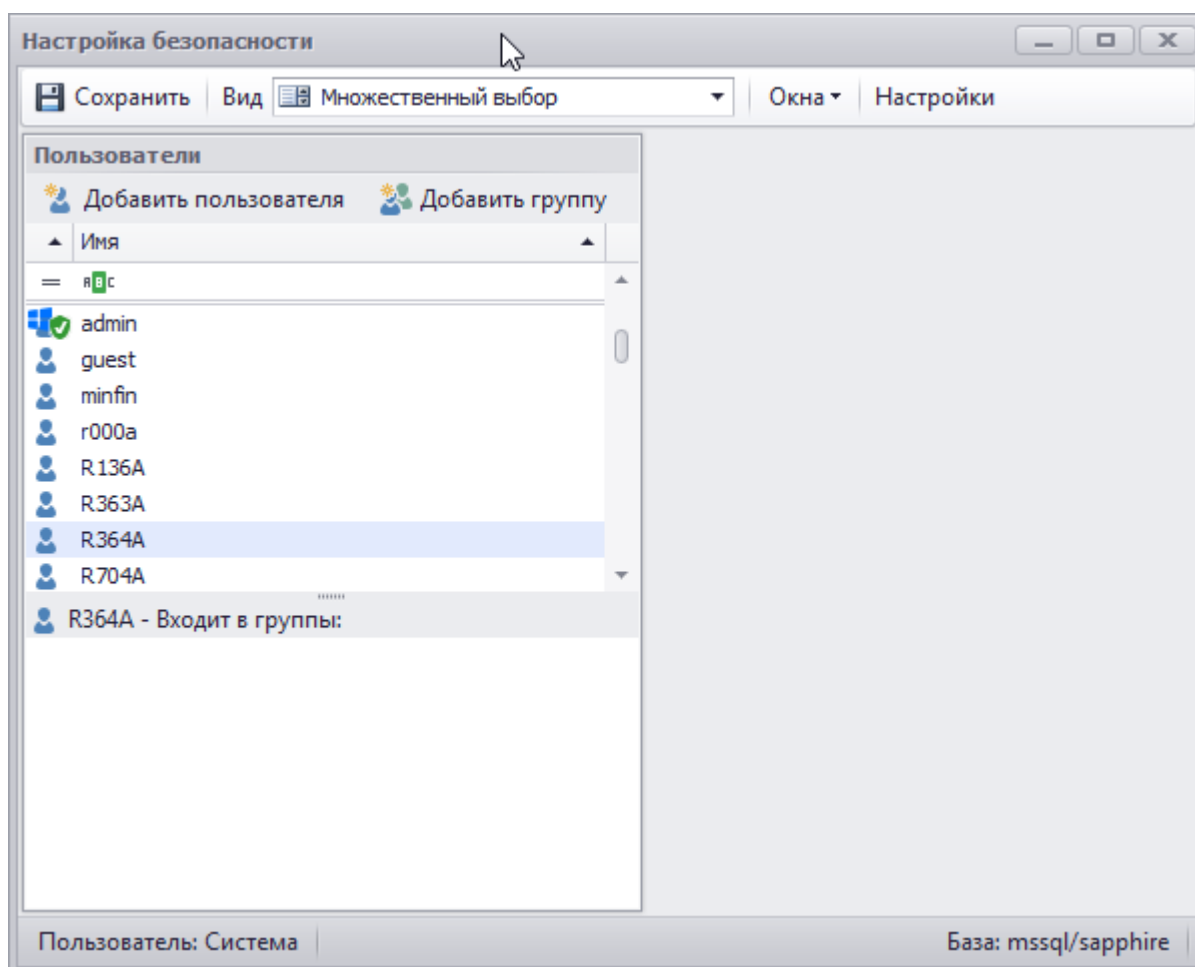 Настройка безопасности
Сохранить Вид Множественный выбор Окна Настройки
Пользователи
Добавить пользователя Добавить группу
Имя
= ABC
admin
guest
minfin
r000a
R136A
R363A
R364A
R704A
R364A - Входит в группы:
Пользователь: Система База: mssql/sapphire